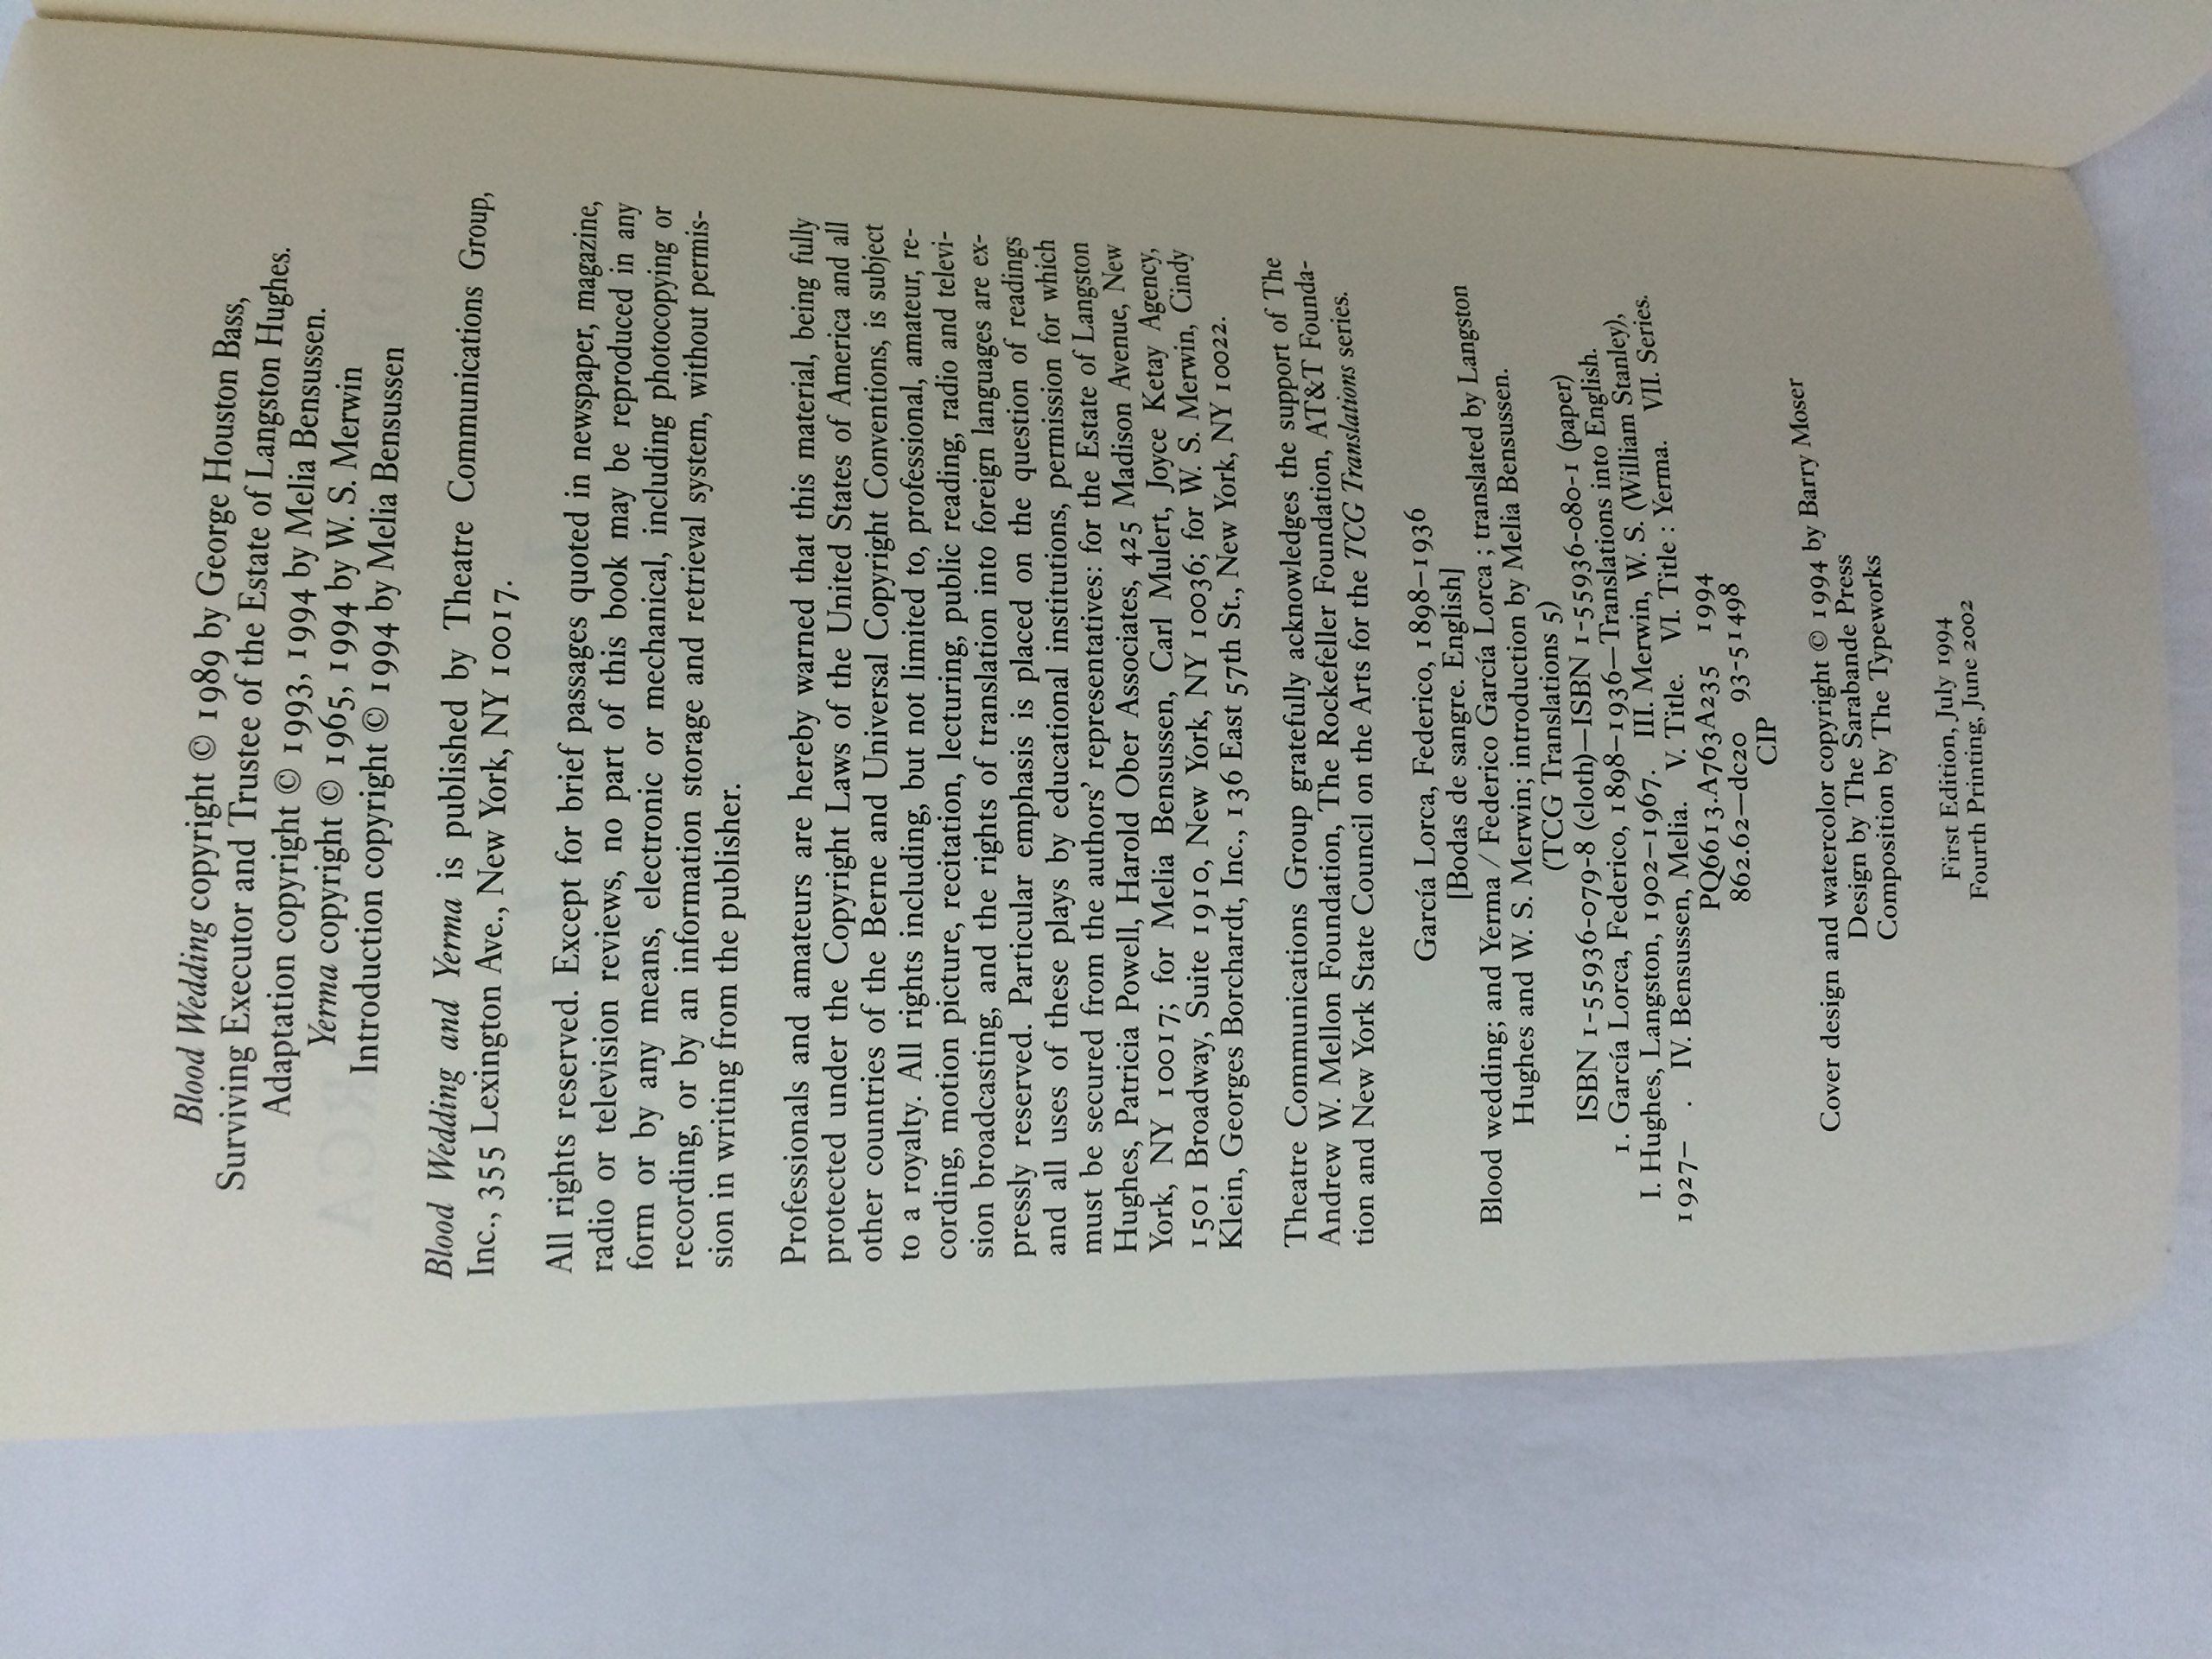 Blood Wedding copyright © 1989 by George Houston Bass,
Surviving Executor and Trustee of the Estate of Langston Hughes.
Adaptation copyright © 1993, 1994 by Melia Bensussen.
Yerma copyright © 1965, 1994 by W. S. Merwin
Introduction copyright © 1994 by Melia Bensussen
Blood Wedding and Yerma is published by Theatre Communications Group,
Inc., 355 Lexington Ave., New York, NY 10017.
All rights reserved. Except for brief passages quoted in newspaper, magazine,
radio or television reviews, no part of this book may be reproduced in any
form or by any means, electronic or mechanical, including photocopying or
recording, or by an information storage and retrieval system, without permis-
sion in writing from the publisher.
Professionals and amateurs are hereby warned that this material, being fully
protected under the Copyright Laws of the United States of America and all
other countries of the Berne and Universal Copyright Conventions, is subject
to a royalty. All rights including, but not limited to, professional, amateur, re-
cording, motion picture, recitation, lecturing, public reading, radio and televi-
sion broadcasting, and the rights of translation into foreign languages are ex-
pressly reserved. Particular emphasis is placed on the question of readings
and all uses of these plays by educational institutions, permission for which
must be secured from the authors' representatives: for the Estate of Langston
Hughes, Patricia Powell, Harold Ober Associates, 425 Madison Avenue, New
York, NY 10017; for Melia Bensussen, Carl Mulert, Joyce Ketay Agency,
1501 Broadway, Suite 1910, New York, NY 10036; for W. S. Merwin, Cindy
Klein, Georges Borchardt, Inc., 136 East 57th St., New York, NY 10022.
Theatre Communications Group gratefully acknowledges the support of The
Andrew W. Mellon Foundation, The Rockefeller Foundation, AT&T Founda-
tion and New York State Council on the Arts for the TCG Translations series.
García Lorca, Federico, 1898–1936
[Bodas de sangre. English]
Blood wedding; and Yerma / Federico García Lorca ; translated by Langston
Hughes and W. S. Merwin; introduction by Melia Bensussen.
(TCG Translations 5)
ISBN 1-55936-079-8 (cloth)—ISBN 1-55936-080-1 (paper)
1. García Lorca, Federico, 1898–1936—Translations into English.
I. Hughes, Langston, 1902–1967. III. Merwin, W. S. (William Stanley),
1927– . IV. Bensussen, Melia. V. Title. VI. Title : Yerma. VII. Series.
PQ6613.A763A235 1994
862.62—dc20 93-51498
CIP
Cover design and watercolor copyright © 1994 by Barry Moser
Design by The Sarabande Press
Composition by The Typeworks
First Edition, July 1994
Fourth Printing, June 2002